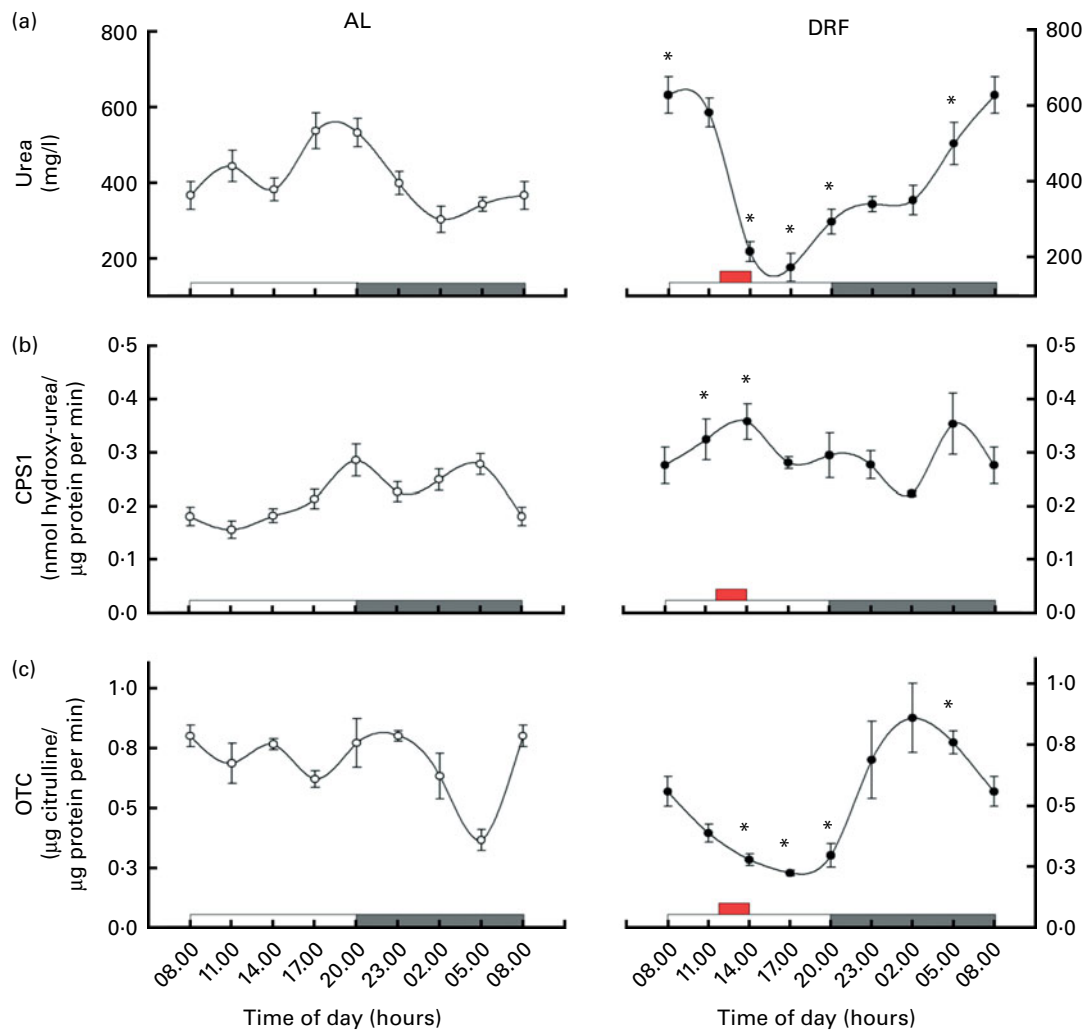 (a)
AL
DRF
800
600
400
200
Urea
(mg/l)
*
*
*
*
*
800
600
400
200
(b)
0·5
0·4
0·3
0·2
0·1
0·0
CPS1
(nmol hydroxy-urea/
μg protein per min)
*
*
0·5
0·4
0·3
0·2
0·1
0·0
(c)
1·0
0·8
0·5
0·3
0·0
OTC
(μg citrulline/
μg protein per min)
*
*
*
*
1·0
0·8
0·5
0·3
0·0
08.00 11.00 14.00 17.00 20.00 23.00 02.00 05.00 08.00
08.00 11.00 14.00 17.00 20.00 23.00 02.00 05.00 08.00
Time of day (hours)
Time of day (hours)